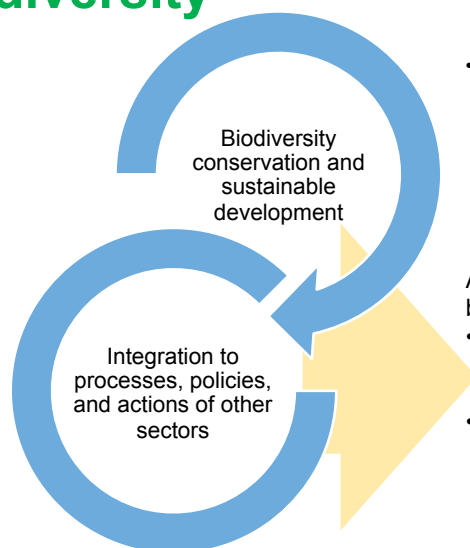 Biodiversity
conservation and
sustainable
development
Integration to
processes, policies,
and actions of other
sectors